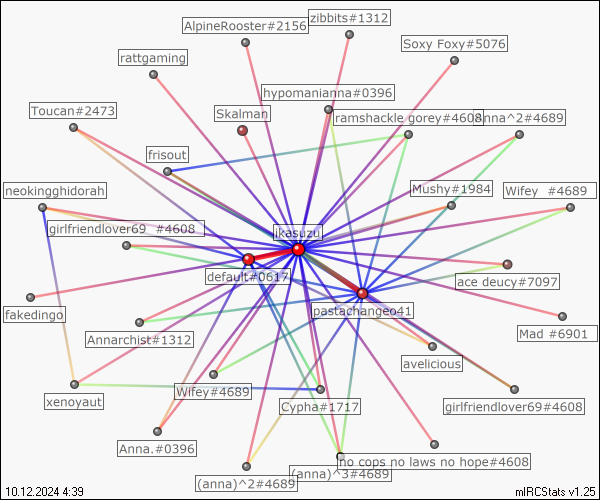 zibbits#1312
AlpineRooster#2156
Soxy Foxy#5076
rattgaming
hypomanianna#0396
Toucan#2473
Skalman
ramshackle gorey#4608
anna^2#4689
frisout
neokingghidorah
Mushy#1984
Wifey #4689
girlfriendlover69 #4608
ikasuzu
default#0617
ace deucy#7097
fakedingo
pastachangeo41
Annarchist#1312
Mad #6901
avelicious
xenoyaut
Wifey#4689
Cypha#1717
girlfriendlover69#4608
Anna.#0396
no cops no laws no hope#4608
(anna)^3#4689
(anna)^2#4689
10.12.2024 4:39
mIRCStats v1.25